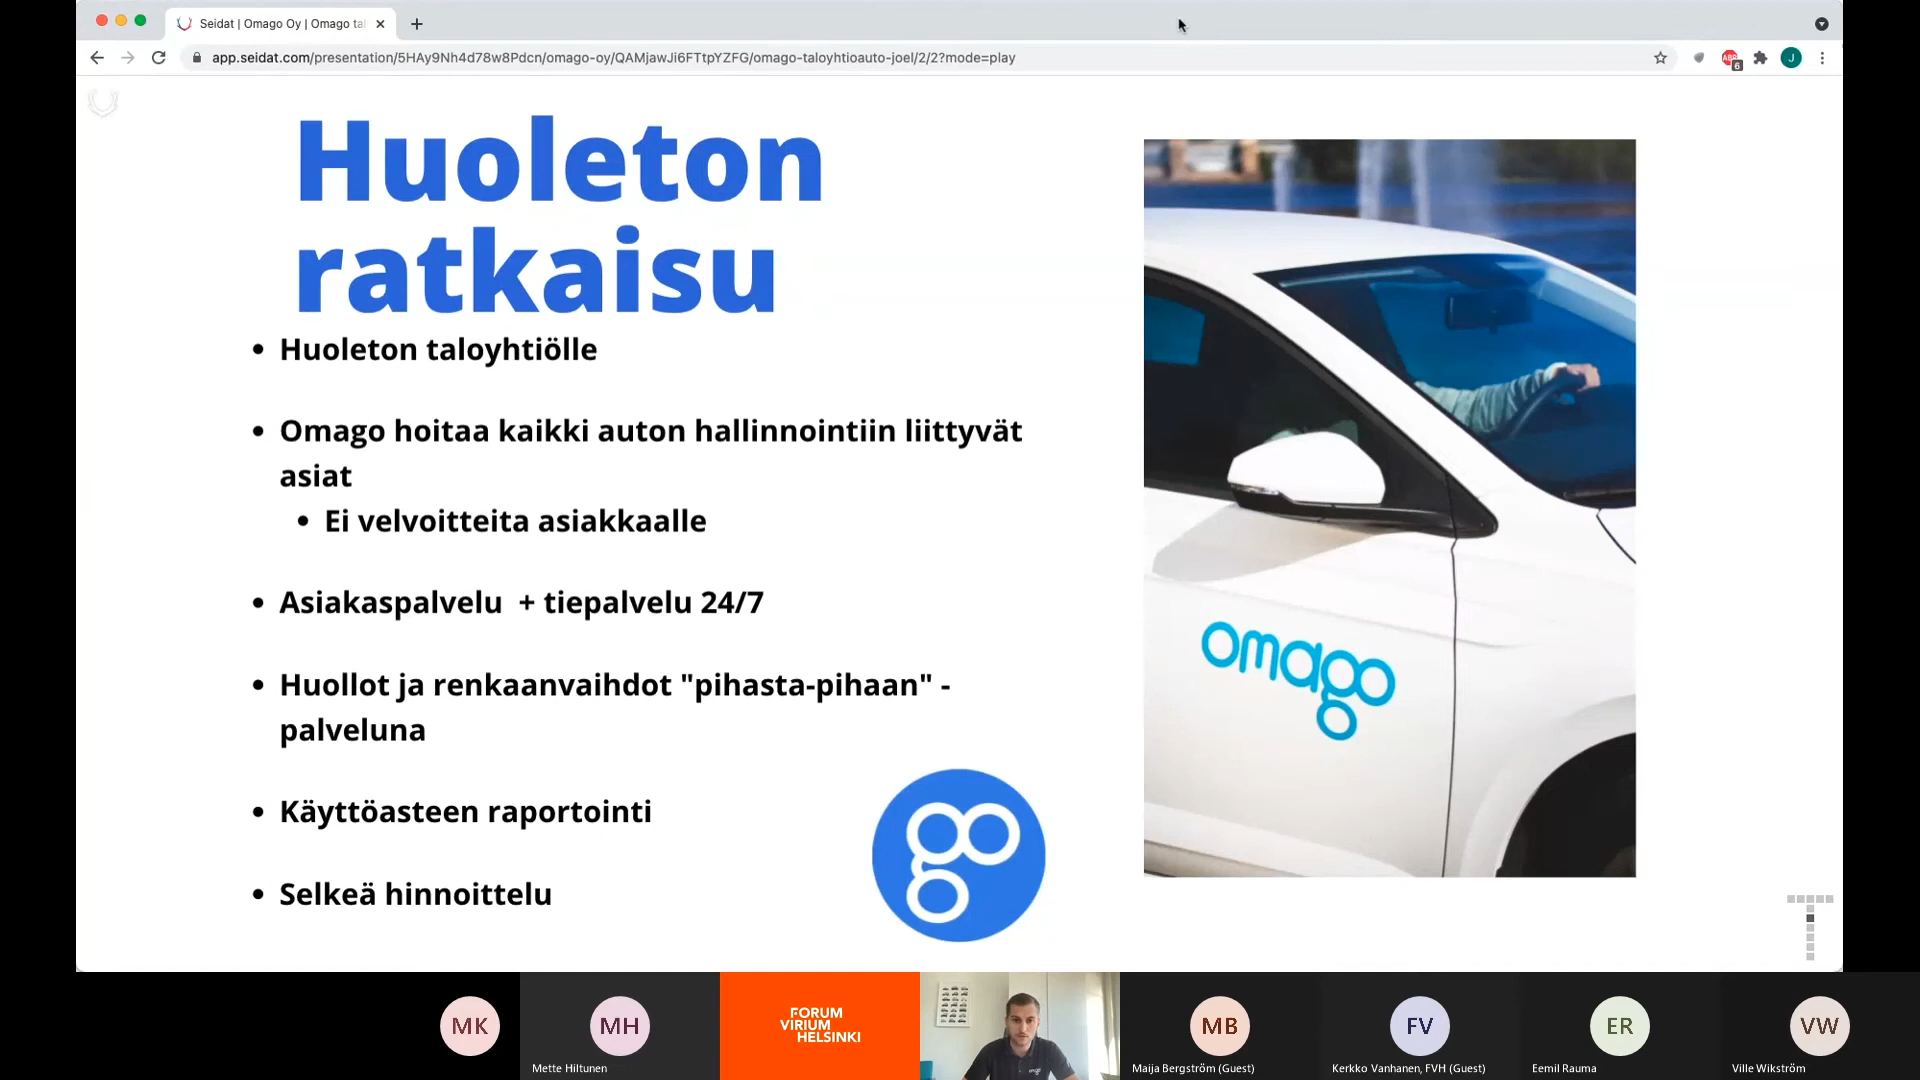 Seidat | Omago Oy | Omago tal
app.seidat.com/presentation/5HAy9Nh4d78w8Pdcn/omago-oy/QAMjawJi6FTtpYZFG/omago-taloyhtioauto-joel/2/2?mode=play
ABP
6
J
Huoleton
ratkaisu
• Huoleton taloyhtiölle
• Omago hoitaa kaikki auton hallinnointiin liittyvät
asiat
• Ei velvoitteita asiakkaalle
• Asiakaspalvelu + tiepalvelu 24/7
• Huollot ja renkaanvaihdot "pihasta-pihaan" -
palveluna
• Käyttöasteen raportointi
• Selkeä hinnoittelu
omago
go
MK
MH
Mette Hiltunen
FORUM
VIRIUM
HELSINKI
MB
Maija Bergström (Guest)
FV
Kerkko Vanhanen, FVH (Guest)
ER
Eemil Rauma
VW
Ville Wikström